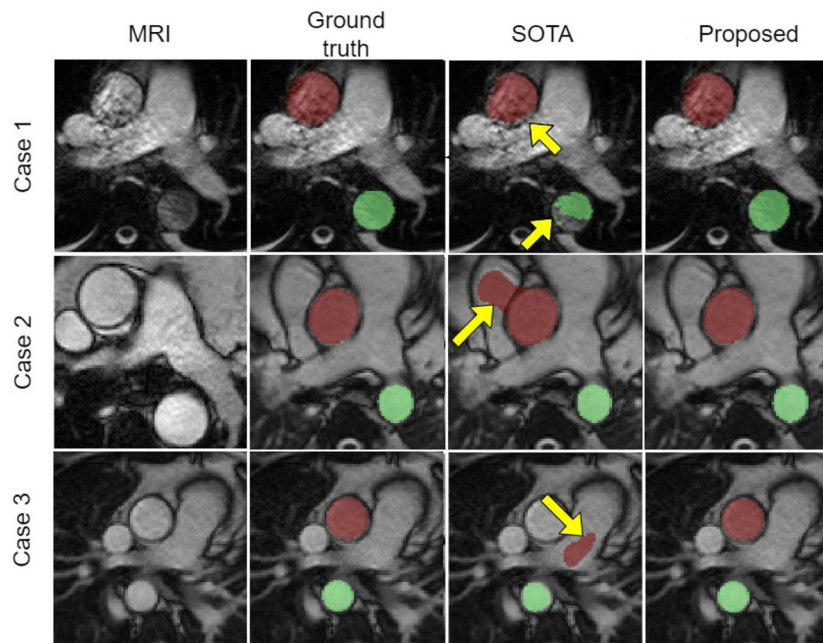 MRI
Ground
truth
SOTA
Proposed
Case 1
Case 2
Case 3